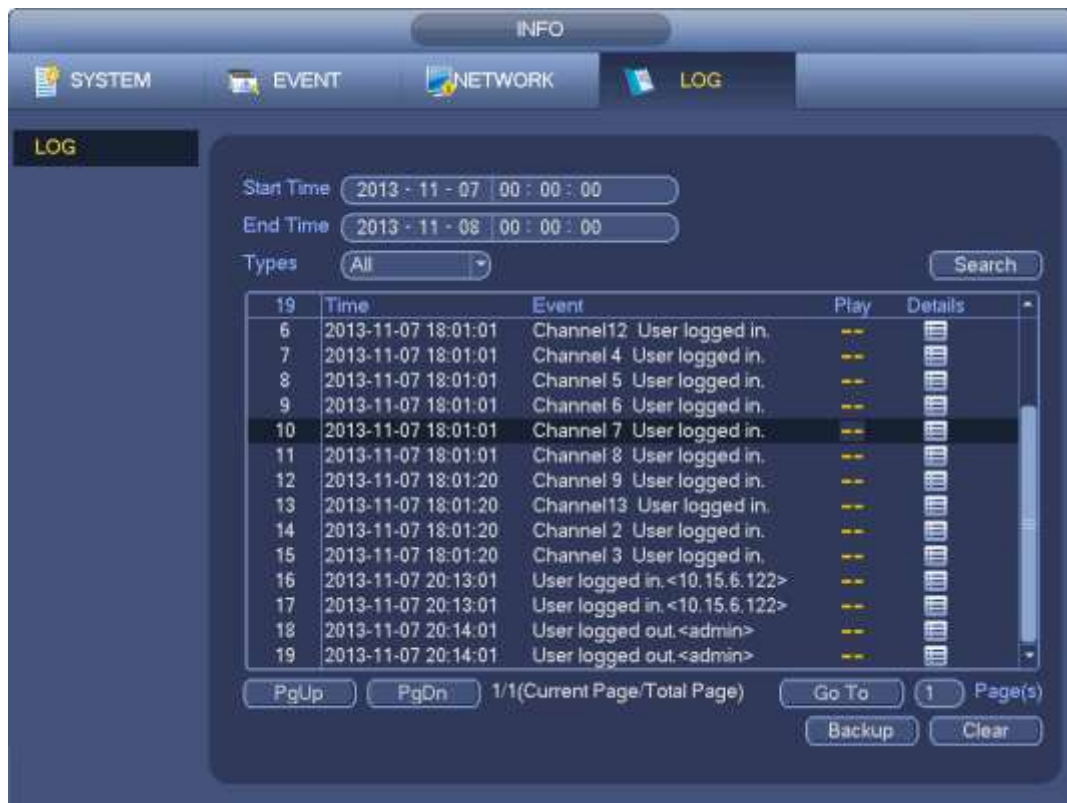 INFO
SYSTEM EVENT NETWORK LOG
LOG
Start Time 2013 - 11 - 07 00 : 00 : 00
End Time 2013 - 11 - 08 00 : 00 : 00
Types All Search
19 Time Event Play Details
6 2013-11-07 18:01:01 Channel12 User logged in. --
7 2013-11-07 18:01:01 Channel 4 User logged in. --
8 2013-11-07 18:01:01 Channel 5 User logged in. --
9 2013-11-07 18:01:01 Channel 6 User logged in. --
10 2013-11-07 18:01:01 Channel 7 User logged in. --
11 2013-11-07 18:01:01 Channel 8 User logged in. --
12 2013-11-07 18:01:20 Channel 9 User logged in. --
13 2013-11-07 18:01:20 Channel13 User logged in. --
14 2013-11-07 18:01:20 Channel 2 User logged in. --
15 2013-11-07 18:01:20 Channel 3 User logged in. --
16 2013-11-07 20:13:01 User logged in.<10.15.6.122> --
17 2013-11-07 20:13:01 User logged in.<10.15.6.122> --
18 2013-11-07 20:14:01 User logged out.<admin> --
19 2013-11-07 20:14:01 User logged out.<admin> --
PgUp PgDn 1/1(Current Page/Total Page) Go To 1 Page(s)
Backup Clear